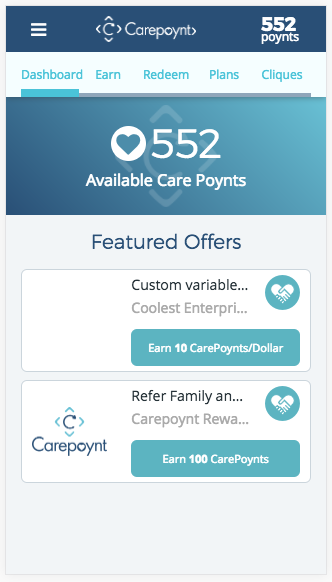 Carepoynt
552
poynts
Dashboard Earn Redeem Plans Cliques
552
Available Care Poynts
Featured Offers
Custom variable...
Coolest Enterpri...
Earn 10 CarePoynts/Dollar
Refer Family an...
Carepoynt Rewa...
Carepoynt
Earn 100 CarePoynts